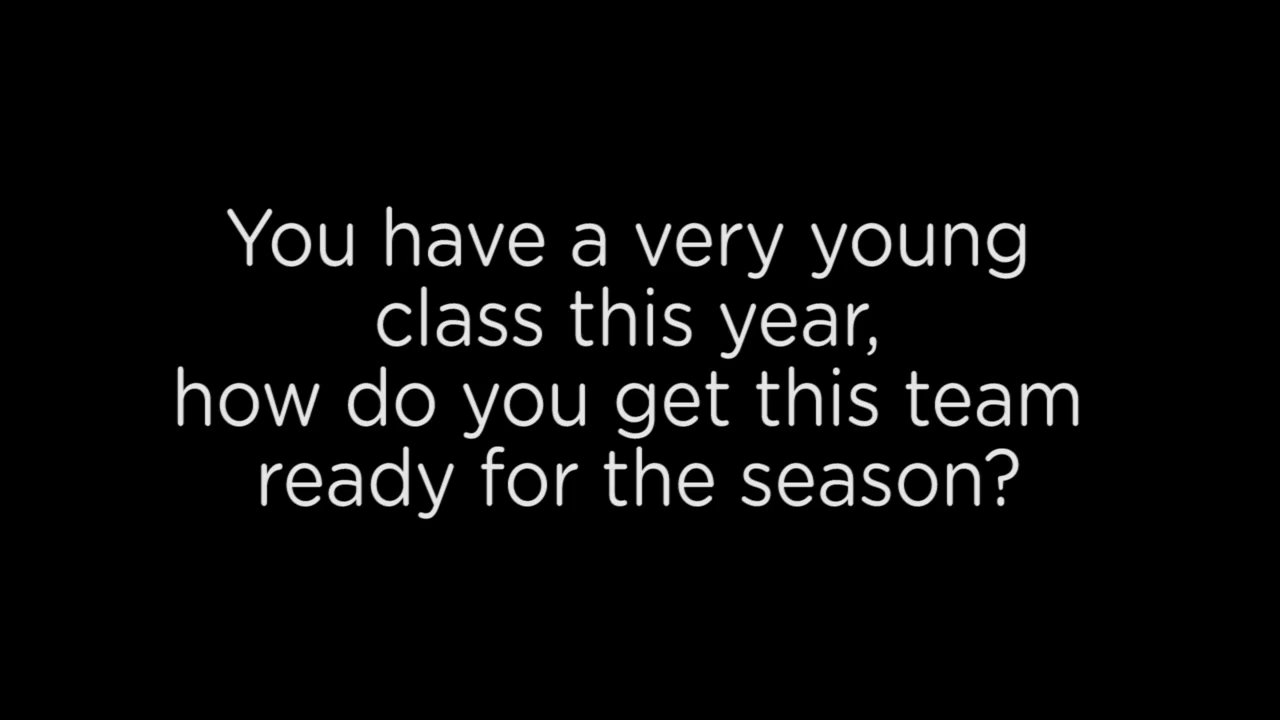 You have a very young
class this year,
how do you get this team
ready for the season?